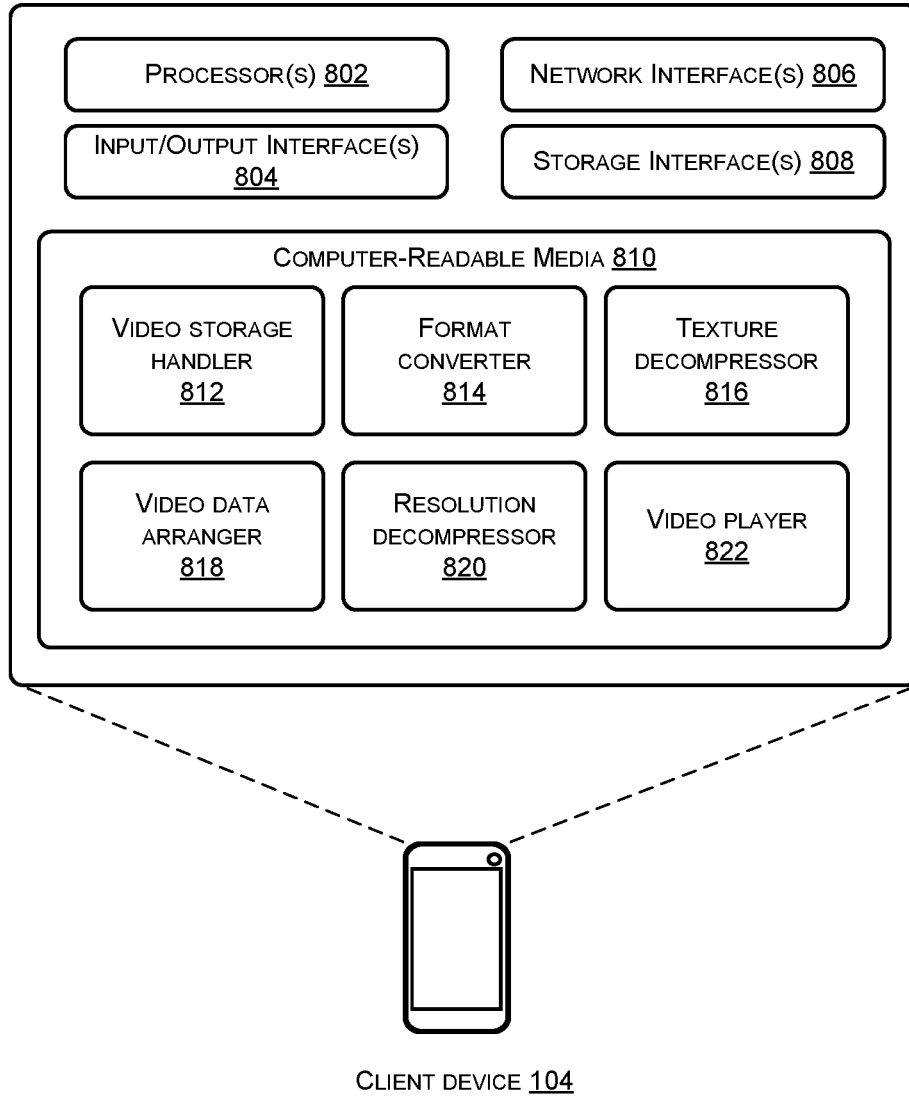 PROCESSOR(S) 802
NETWORK INTERFACE(S) 806
INPUT/OUTPUT INTERFACE(S)
804
STORAGE INTERFACE(S) 808
COMPUTER-READABLE MEDIA 810
VIDEO STORAGE
HANDLER
812
FORMAT
CONVERTER
814
TEXTURE
DECOMPRESSOR
816
VIDEO DATA
ARRANGER
818
RESOLUTION
DECOMPRESSOR
820
VIDEO PLAYER
822
CLIENT DEVICE 104